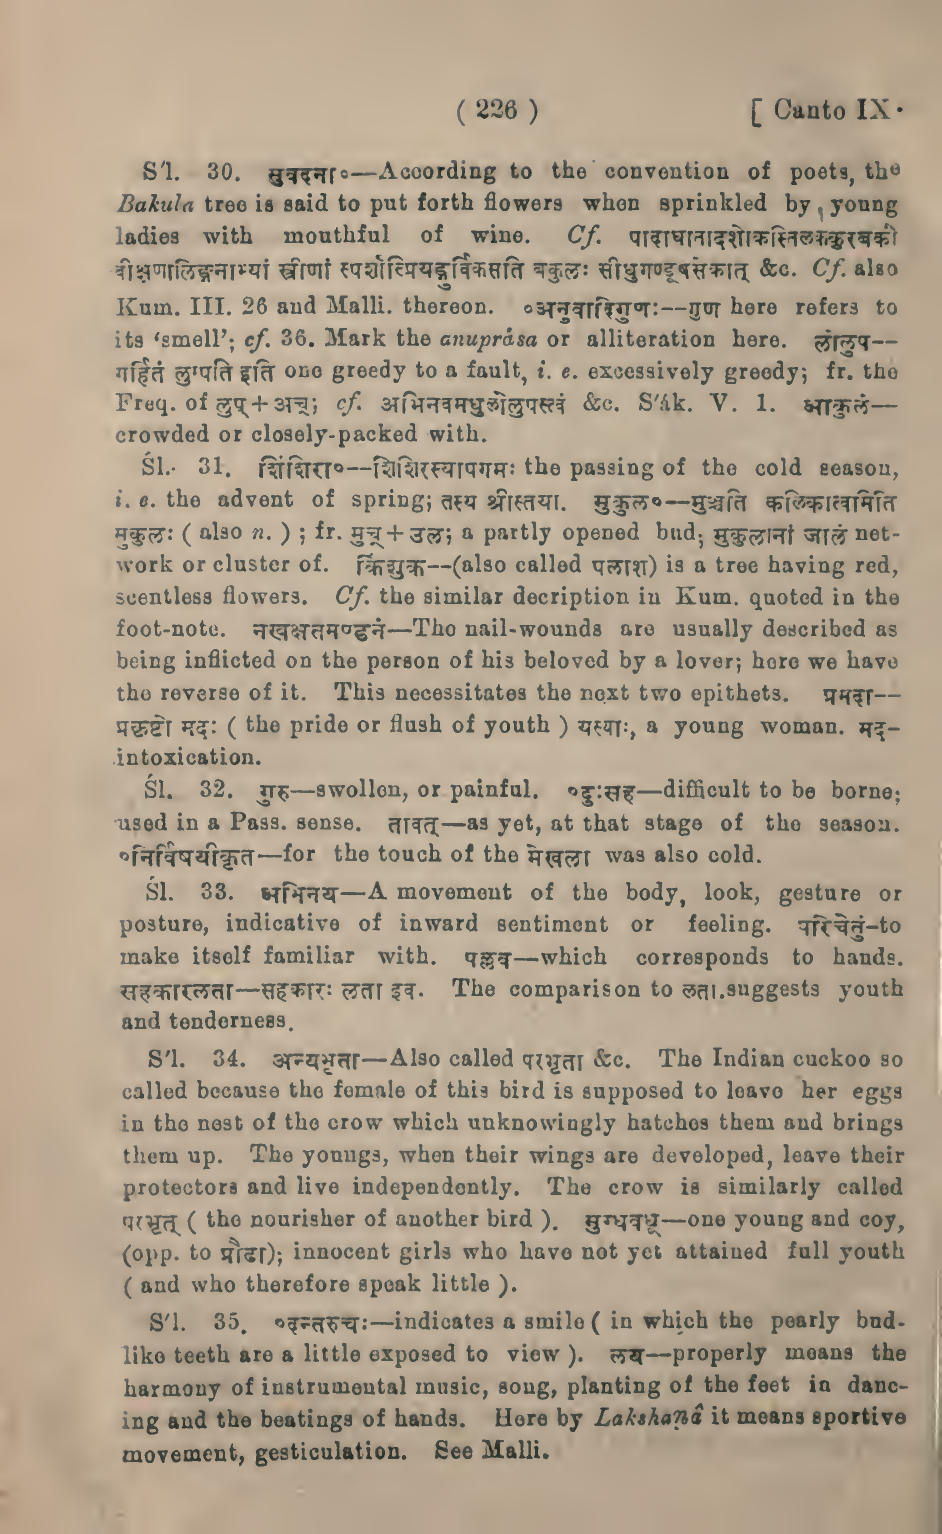 ( 226 ) [ Canto IX.
S'l. 30. सुवदना०—According to the convention of poets, the
Bakula tree is said to put forth flowers when sprinkled by young
ladies with mouthful of wine. Cf. पादाघातादशोकस्तिलककुरबकौ
वीक्षणालिङ्गनाभ्यां स्त्रीणां स्पर्शात्प्रियङ्गुर्विकसति बकुलः सीधुगण्डूषसेकात् &c. Cf. also
Kum. III. 26 and Malli. thereon. ०अनुवादिगुणः--गुण here refers to
its ‘smell’; cf. 36. Mark the anuprâsa or alliteration here. लोलुप--
गर्हितं लुम्पति इति one greedy to a fault, i. e. excessively greedy; fr. the
Freq. of लुप्+अच्; cf. अभिनवमधुलोलुपस्त्वं &c. S'âk. V. 1. आकुलं—
crowded or closely-packed with.
Śl. 31. शिशिरा०--शिशिरस्यापगमः the passing of the cold season,
i. e. the advent of spring; तस्य श्रीस्तया. मुकुल०—मुञ्चति कलिकात्वमिति
मुकुलः ( also n. ) ; fr. मुच्+उल; a partly opened bud; मुकुलानां जालं net-
work or cluster of. किंशुक--(also called पलाश) is a tree having red,
scentless flowers. Cf. the similar decription in Kum. quoted in the
foot-note. नखक्षतमण्डनं—The nail-wounds are usually described as
being inflicted on the person of his beloved by a lover; here we have
the reverse of it. This necessitates the next two epithets. प्रमदा--
प्रकृष्टो मदः ( the pride or flush of youth ) यस्याः, a young woman. मद-
intoxication.
Śl. 32. गुरु—swollen, or painful. ०दुःसह—difficult to be borne;
used in a Pass. sense. तावत्—as yet, at that stage of the season.
०निर्विषयीकृत—for the touch of the मेखला was also cold.
Śl. 33. अभिनय—A movement of the body, look, gesture or
posture, indicative of inward sentiment or feeling. परिचेतुं-to
make itself familiar with. पल्लव—which corresponds to hands.
सहकारलता—सहकारः लता इव. The comparison to लता.suggests youth
and tenderness.
S'l. 34. अन्यभृता—Also called परभृता &c. The Indian cuckoo so
called because the female of this bird is supposed to leave her eggs
in the nest of the crow which unknowingly hatches them and brings
them up. The youngs, when their wings are developed, leave their
protectors and live independently. The crow is similarly called
परभृत् ( the nourisher of another bird ). मुग्धवधू—one young and coy,
(opp. to प्रौढा); innocent girls who have not yet attained full youth
( and who therefore speak little ).
S'l. 35. ०दन्तरुचः—indicates a smile ( in which the pearly bud-
like teeth are a little exposed to view ). लय—properly means the
harmony of instrumental music, song, planting of the feet in danc-
ing and the beatings of hands. Here by Lakshaṇâ it means sportive
movement, gesticulation. See Malli.